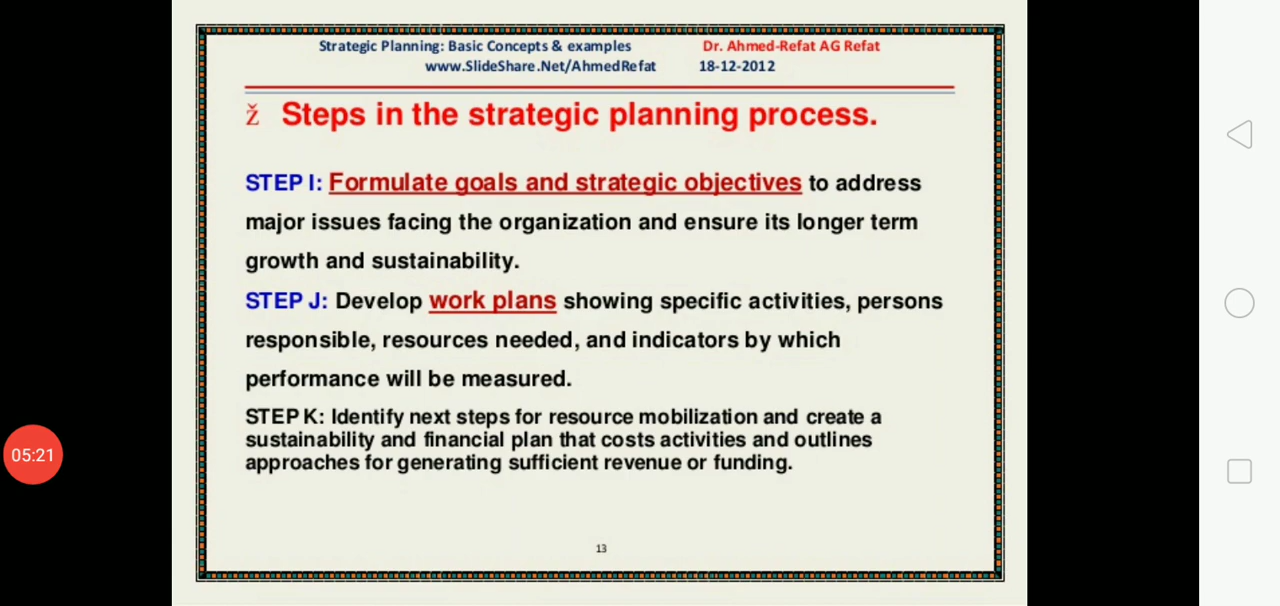 Strategic Planning: Basic Concepts & examples Dr. Ahmed-Refat AG Refat
www.SlideShare.Net/AhmedRefat 18-12-2012
ž Steps in the strategic planning process.
STEP I: Formulate goals and strategic objectives to address
major issues facing the organization and ensure its longer term
growth and sustainability.
STEP J: Develop work plans showing specific activities, persons
responsible, resources needed, and indicators by which
performance will be measured.
STEP K: Identify next steps for resource mobilization and create a
sustainability and financial plan that costs activities and outlines
approaches for generating sufficient revenue or funding.
05:21
13